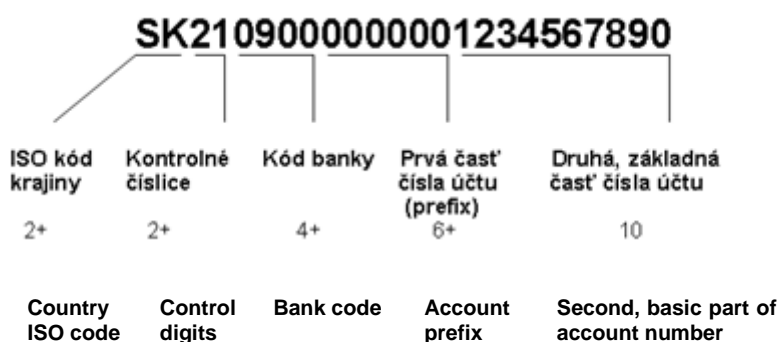 SK2109000000001234567890
ISO kód Kontrolné Kód banky Prvá časť Druhá, základná
krajiny číslice čísla účtu časť čísla účtu
(prefix)
2+ 2+ 4+ 6+ 10
Country Control Bank code Account Second, basic part of
ISO code digits prefix account number